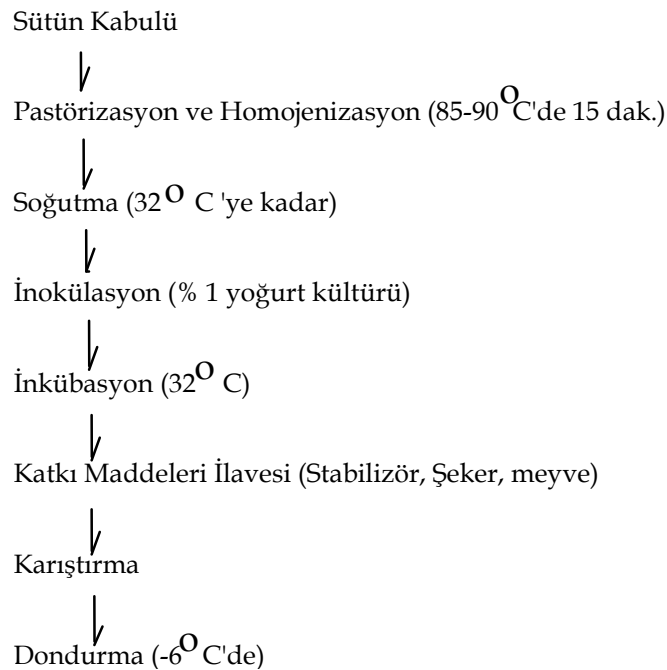 Sütün Kabulü
Pastörizasyon ve Homojenizasyon (85-90°C'de 15 dak.)
Soğutma (32° C 'ye kadar)
İnokülasyon (% 1 yoğurt kültürü)
İnkübasyon (32° C)
Katkı Maddeleri İlavesi (Stabilizör, Şeker, meyve)
Karıştırma
Dondurma (-6° C'de)